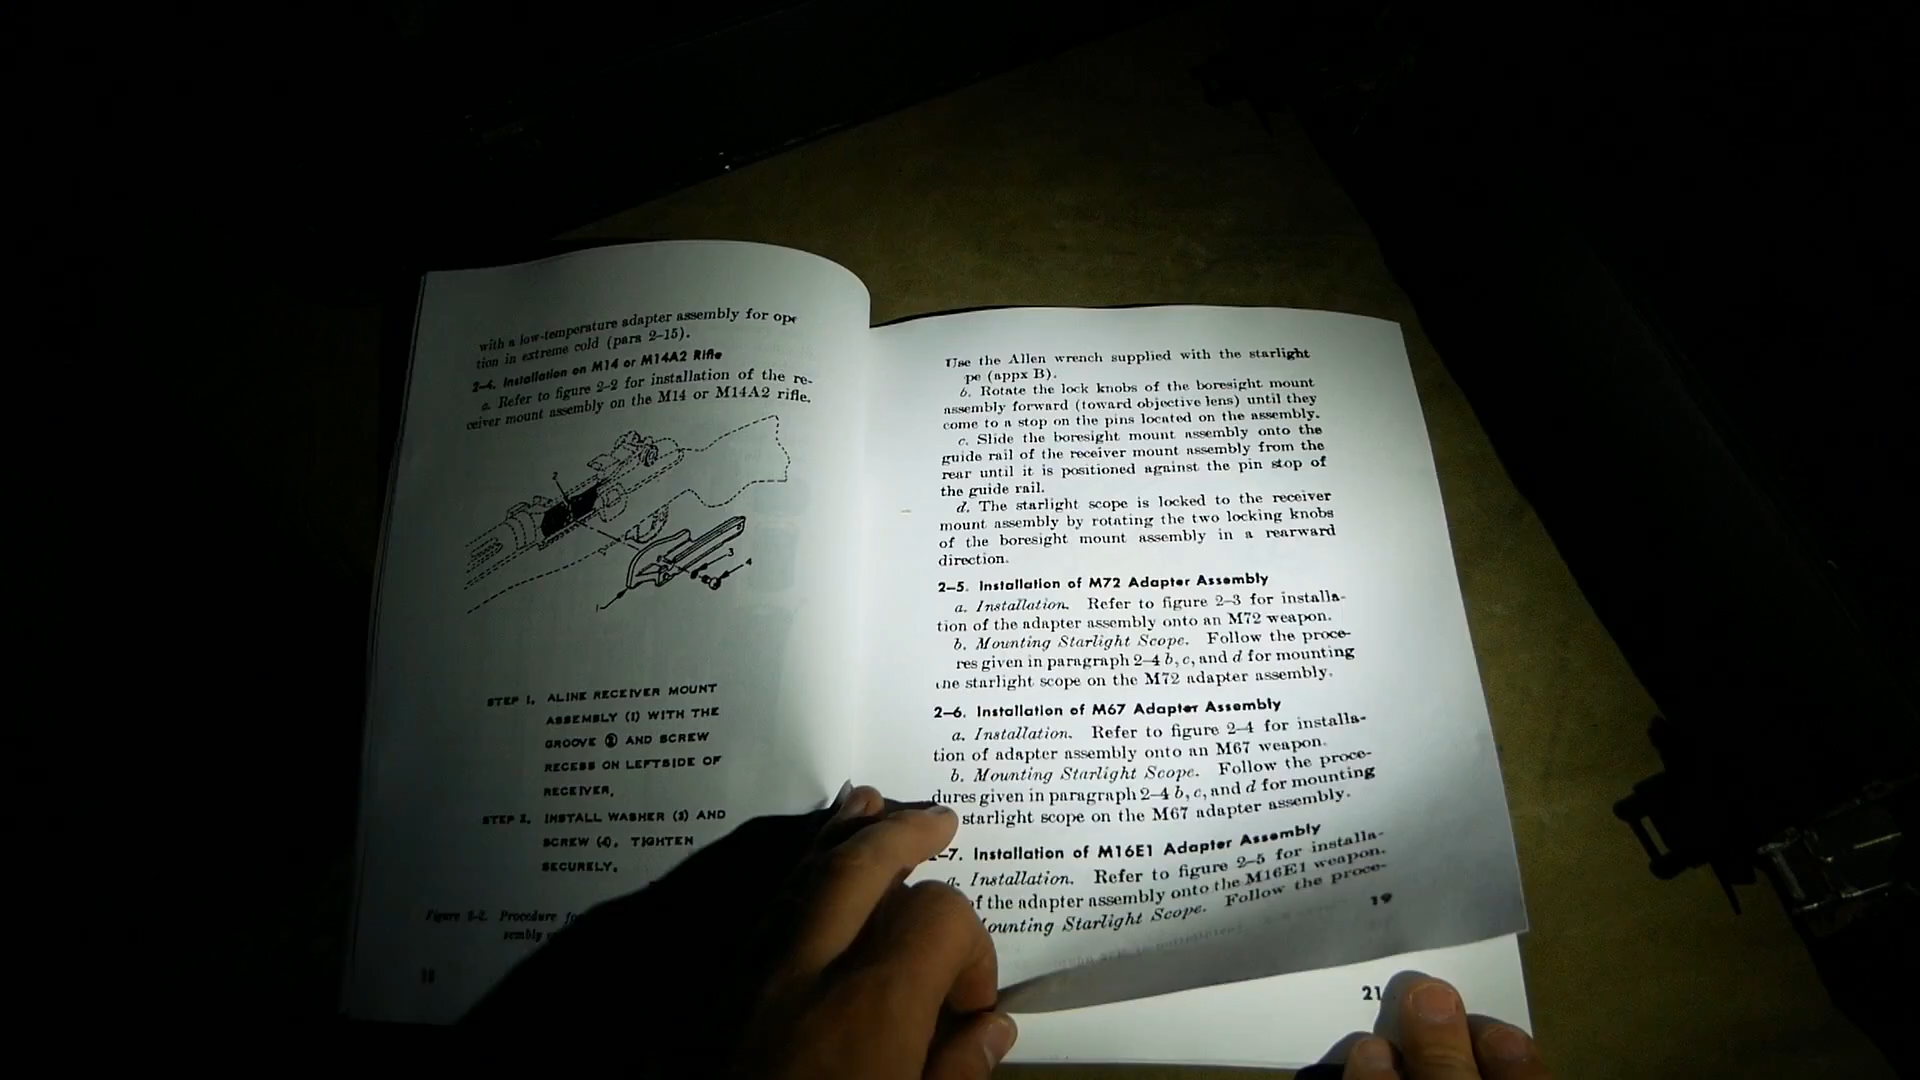 with a low-temperature adapter assembly for ope
tion in extreme cold (para 2-15).
2-4. Installation on M14 or M14A2 Rifle
a. Refer to figure 2-2 for installation of the re-
ceiver mount assembly on the M14 or M14A2 rifle.
2
3
4
1
STEP 1. ALINE RECEIVER MOUNT
ASSEMBLY (1) WITH THE
GROOVE (2) AND SCREW
RECESS ON LEFTSIDE OF
RECEIVER.
STEP 2. INSTALL WASHER (3) AND
SCREW (4). TIGHTEN
SECURELY.
Figure 2-2. Procedure fo
sembly
18
Use the Allen wrench supplied with the starlight
pe (appx B).
b. Rotate the lock knobs of the boresight mount
assembly forward (toward objective lens) until they
come to a stop on the pins located on the assembly.
c. Slide the boresight mount assembly onto the
guide rail of the receiver mount assembly from the
rear until it is positioned against the pin stop of
the guide rail.
d. The starlight scope is locked to the receiver
mount assembly by rotating the two locking knobs
of the boresight mount assembly in a rearward
direction.
2-5. Installation of M72 Adapter Assembly
a. Installation. Refer to figure 2-3 for installa-
tion of the adapter assembly onto an M72 weapon.
b. Mounting Starlight Scope. Follow the proce-
res given in paragraph 2-4 b, c, and d for mounting
the starlight scope on the M72 adapter assembly.
2-6. Installation of M67 Adapter Assembly
a. Installation. Refer to figure 2-4 for installa-
tion of adapter assembly onto an M67 weapon.
b. Mounting Starlight Scope. Follow the proce-
dures given in paragraph 2-4 b, c, and d for mounting
starlight scope on the M67 adapter assembly.
-7. Installation of M16E1 Adapter Assembly
a. Installation. Refer to figure 2-5 for installa-
f the adapter assembly onto the M16E1 weapon.
ounting Starlight Scope. Follow the proce-
19
21